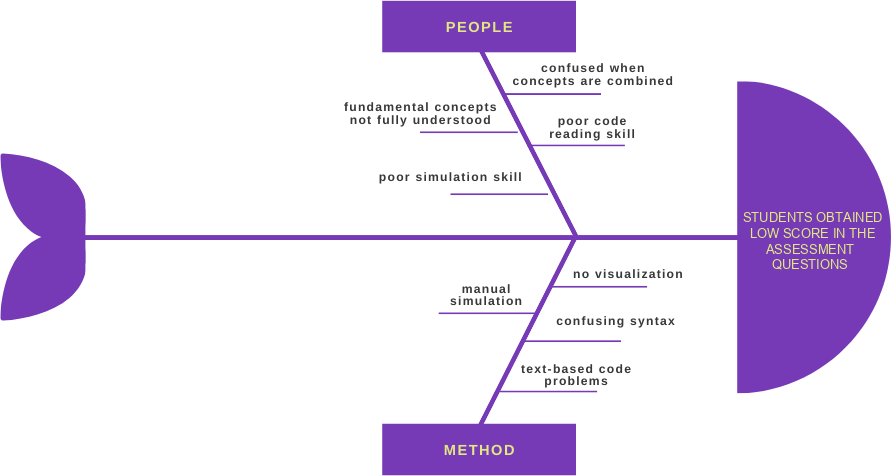 PEOPLE
confused when
concepts are combined
fundamental concepts
not fully understood
poor code
reading skill
poor simulation skill
STUDENTS OBTAINED
LOW SCORE IN THE
ASSESSMENT
QUESTIONS
no visualization
manual
simulation
confusing syntax
text-based code
problems
METHOD